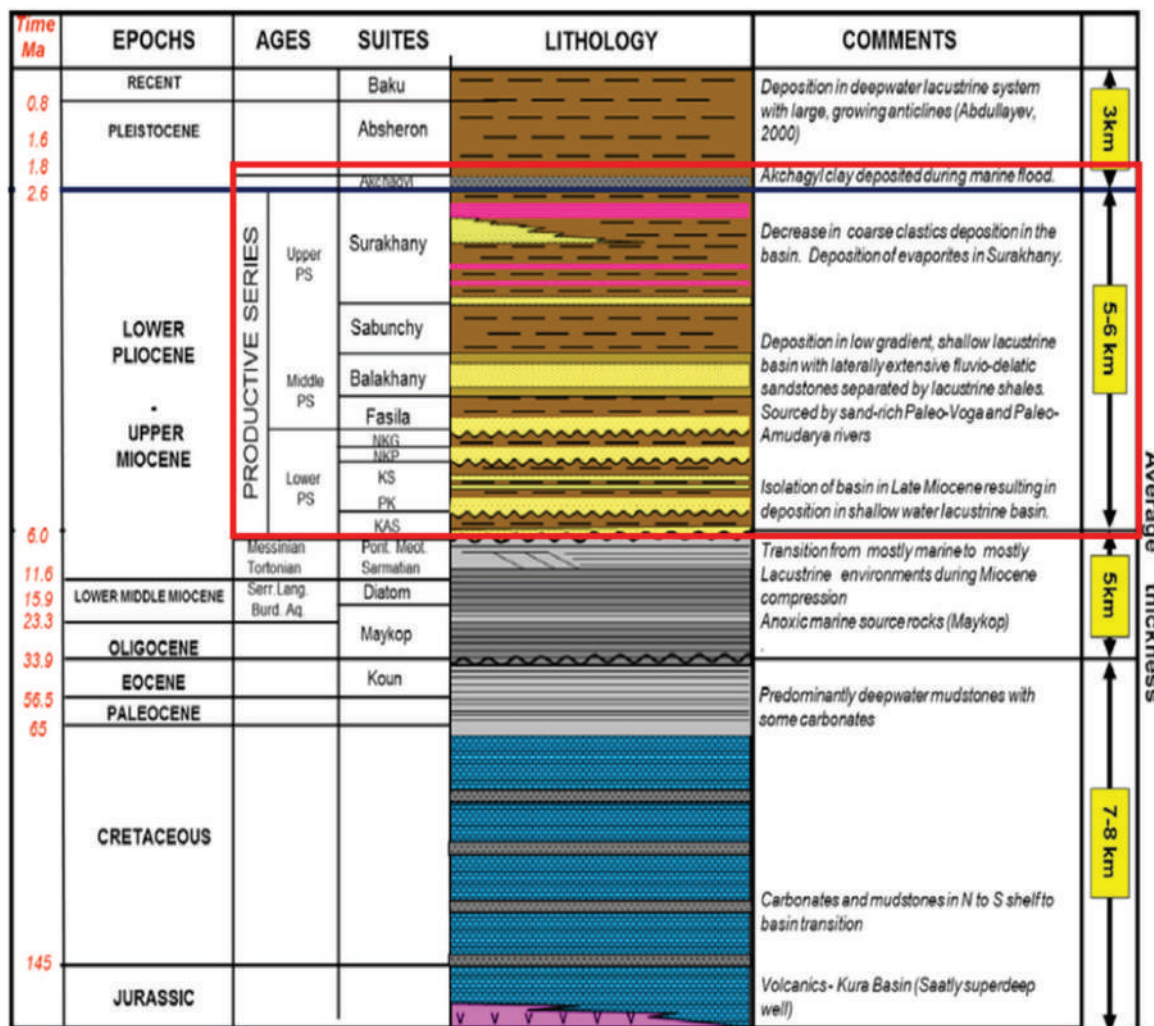 Time Ma EPOCHS AGES SUITES LITHOLOGY COMMENTS
RECENT
Baku
Deposition in deepwater lacustrine system
with large, growing anticlines (Abdullayev,
2000)
3km
0.8
PLEISTOCENE
Absheron
1.6
1.8
Akchagyl
Akchagyl clay deposited during marine flood.
2.6
PRODUCTIVE SERIES
Upper
PS
Surakhany
Decrease in coarse clastics deposition in the
basin. Deposition of evaporites in Surakhany.
5-6 km
LOWER
PLIOCENE
-
UPPER
MIOCENE
Sabunchy
Deposition in low gradient, shallow lacustrine
basin with laterally extensive fluvio-delatic
sandstones separated by lacustrine shales.
Sourced by sand-rich Paleo-Voga and Paleo-
Amudarya rivers
Middle
PS
Balakhany
Fasila
NKG
NKP
Lower
PS
KS
PK
KAS
Isolation of basin in Late Miocene resulting in
deposition in shallow water lacustrine basin.
6.0
Messinian
Tortonian
Pont. Meot.
Sarmatian
Transition from mostly marine to mostly
Lacustrine environments during Miocene
compression
5km
11.6
LOWER MIDDLE MIOCENE
Serr.Lang.
Burd. Aq.
Diatom
15.9
23.3
Anoxic marine source rocks (Maykop)
.
OLIGOCENE
Maykop
33.9
EOCENE
Koun
Predominantly deepwater mudstones with
some carbonates
56.5
PALEOCENE
65
CRETACEOUS
7-8 km
Carbonates and mudstones in N to S shelf to
basin transition
145
JURASSIC
Volcanics - Kura Basin (Saatly superdeep
well)
V V V V V V
Average thickness